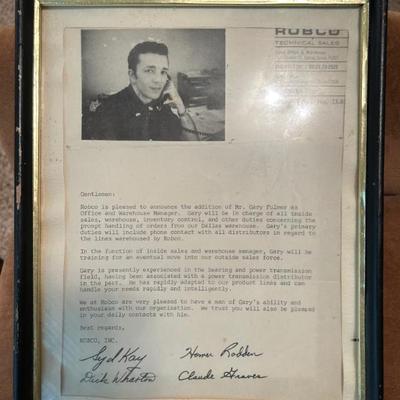 ROBCO
TECHNICAL SALES
Gentlemen:
Robco is pleased to announce the addition of Mr. Gary Fulmer as
Office and Warehouse Manager. Gary will be in charge of all inside
sales, warehouse, inventory control, and other duties concerning the
prompt handling of orders from our Dallas warehouse. Gary's primary
duties will include phone contact with all distributors in regard to
the lines warehoused by Robco.
In the function of inside sales and warehouse manager, Gary will be
training for an eventual move into our outside sales force.
Gary is presently experienced in the bearing and power transmission
field, having been associated with a power transmission distributor
in the past. He has rapidly adapted to our product lines and can
handle your needs rapidly and intelligently.
We at Robco are very pleased to have a man of Gary's ability and
enthusiasm with our organization. We trust you will also be pleased
in your daily contacts with him.
Best regards,
ROBCO, INC.
Syd Kay Homer Rodden
Dick Wharton Claude Graves